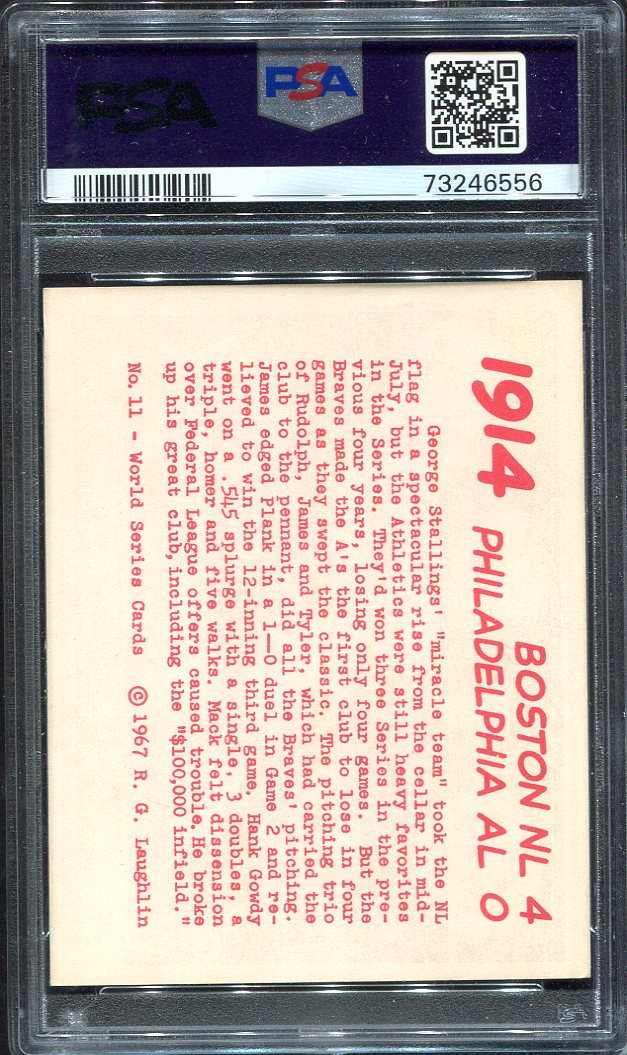 PSA
PSA
73246556
1914 BOSTON NL 4
PHILADELPHIA AL 0
George Stallings' "miracle team" took the NL
flag in a spectacular rise from the cellar in mid-
July, but the Athletics were still heavy favorites
in the Series. They'd won three Series in the pre-
vious four years, losing only four games. But the
Braves made the A's the first club to lose in four
games as they swept the classic. The pitching trio
of Rudolph, James and Tyler, which had carried the
club to the pennant, did all the Braves' pitching.
James edged Plank in a 1—0 duel in Game 2 and re-
lieved to win the 12-inning third game. Hank Gowdy
went on a .545 splurge with a single, 3 doubles, a
triple, homer and five walks. Mack felt dissension
over Federal League offers caused trouble. He broke
up his great club, including the "$100,000 infield."
No. 11 - World Series Cards © 1967 R. G. Laughlin